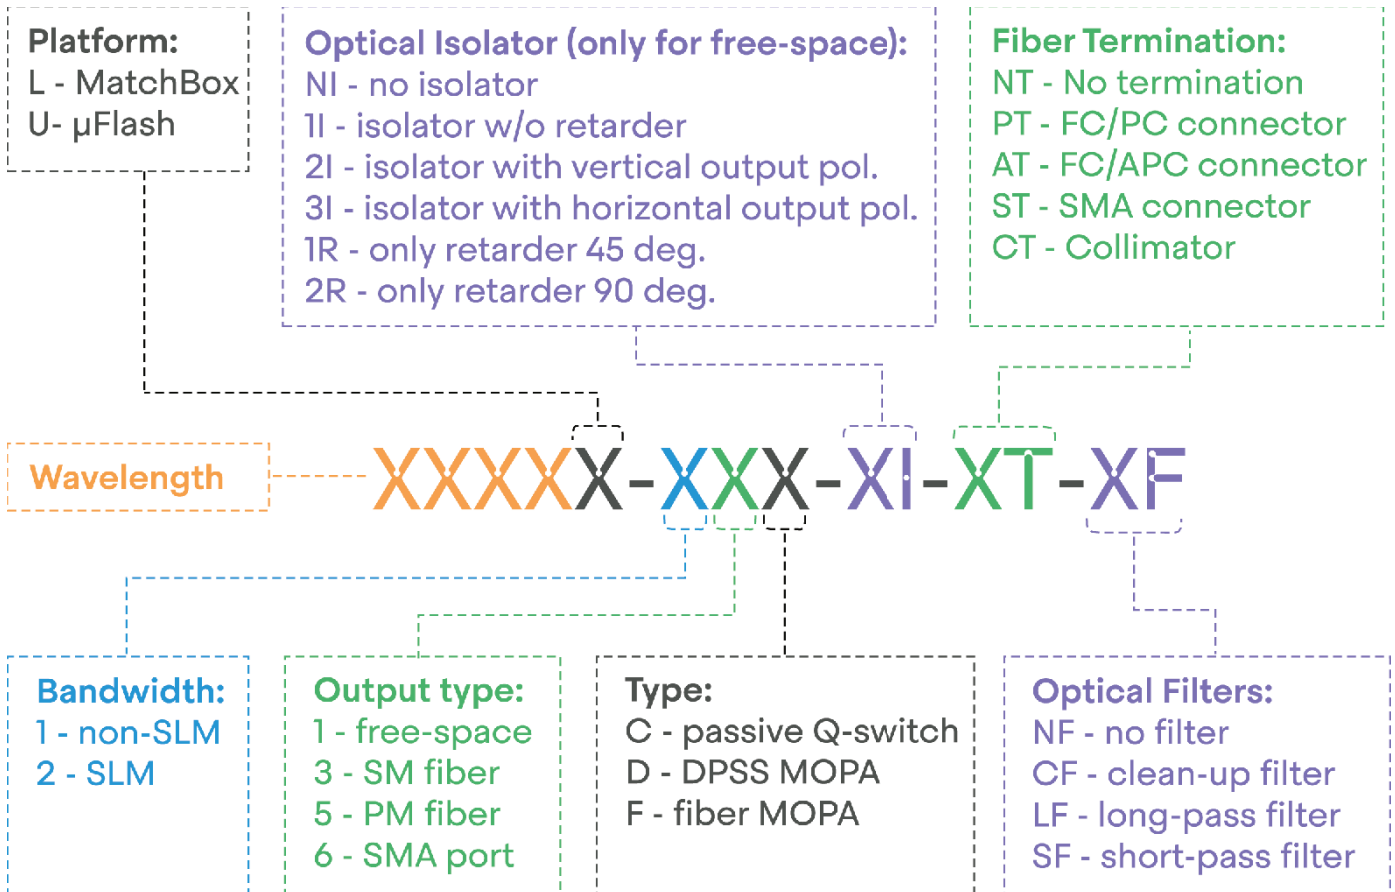 Platform:
L - MatchBox
U- µFlash
Optical Isolator (only for free-space):
NI - no isolator
1I - isolator w/o retarder
2I - isolator with vertical output pol.
3I - isolator with horizontal output pol.
1R - only retarder 45 deg.
2R - only retarder 90 deg.
Fiber Termination:
NT - No termination
PT - FC/PC connector
AT - FC/APC connector
ST - SMA connector
CT - Collimator
Wavelength
XXXXX-XXX-XI-XT-XF
Bandwidth:
1 - non-SLM
2 - SLM
Output type:
1 - free-space
3 - SM fiber
5 - PM fiber
6 - SMA port
Type:
C - passive Q-switch
D - DPSS MOPA
F - fiber MOPA
Optical Filters:
NF - no filter
CF - clean-up filter
LF - long-pass filter
SF - short-pass filter